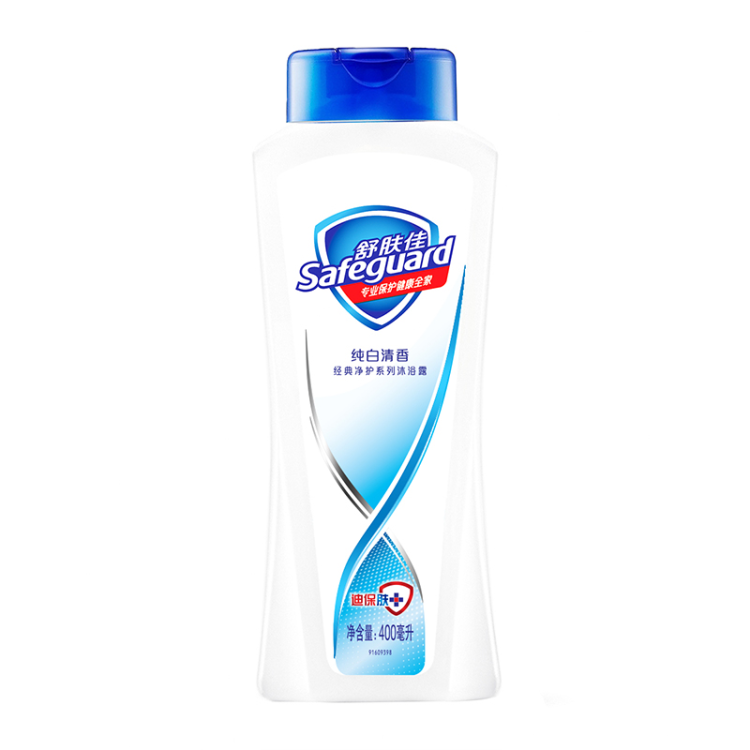 舒肤佳
Safeguard
专业保护健康全家
纯白清香
经典净护系列沐浴露
迪保肤
净含量:400毫升
91609398